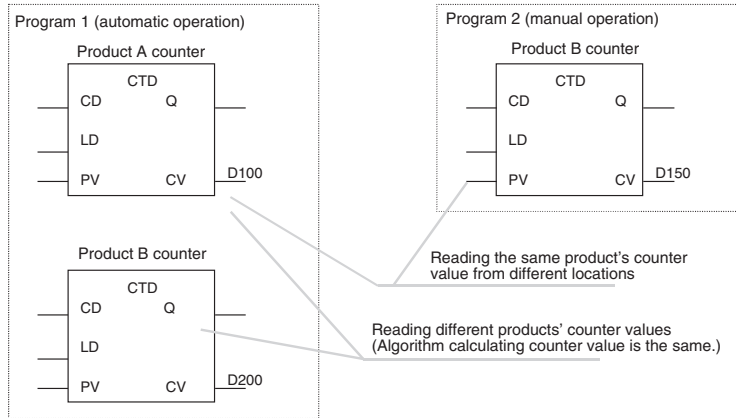 Program 1 (automatic operation)
Product A counter
CTD
CD Q
LD
PV CV D100
Product B counter
CTD
CD Q
LD
PV CV D200
Program 2 (manual operation)
Product B counter
CTD
CD Q
LD
PV CV D150
Reading the same product's counter
value from different locations
Reading different products' counter values
(Algorithm calculating counter value is the same.)